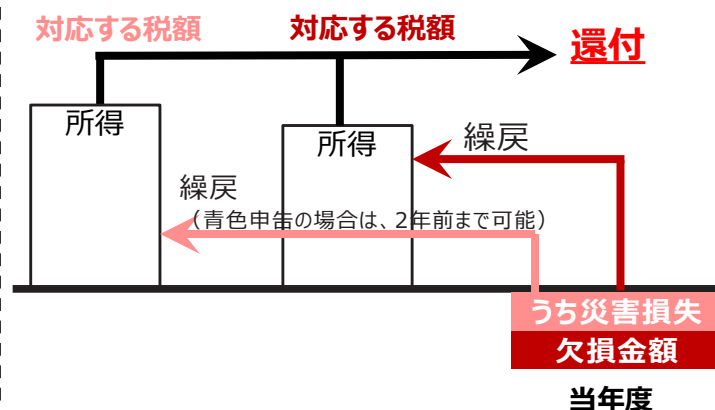 対応する税額
対応する税額
還付
所得
所得
繰戻
繰戻
（青色申告の場合は、2年前まで可能）
うち災害損失
欠損金額
当年度